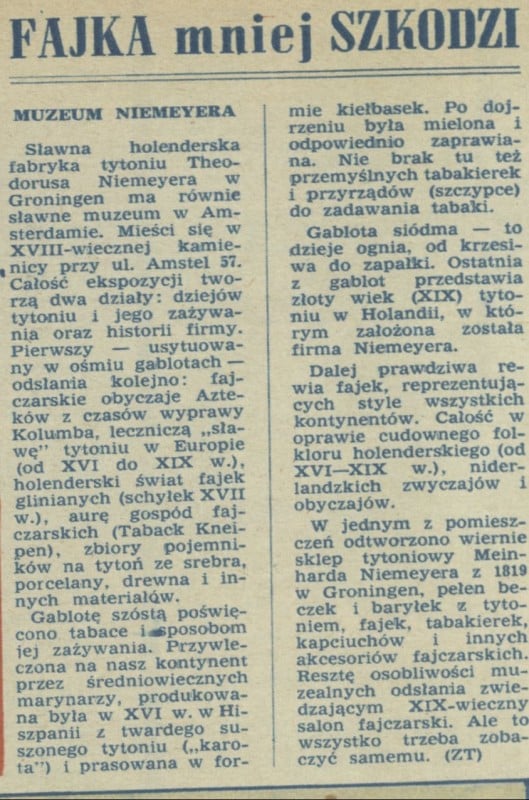 FAJKA mniej SZKODZI
MUZEUM NIEMEYERA
Sławna holenderska
fabryka tytoniu Theo-
dorusa Niemeyera w
Groningen ma równie
sławne muzeum w Am-
sterdamie. Mieści się w
XVIII-wiecznej kamie-
nicy przy ul. Amstel 57.
Całość ekspozycji two-
rzą dwa działy: dziejów
tytoniu i jego zażywa-
nia oraz historii firmy.
Pierwszy — usytuowa-
ny w ośmiu gablotach —
odsłania kolejno: faj-
czarskie obyczaje Azte-
ków z czasów wyprawy
Kolumba, leczniczą „sła-
wę” tytoniu w Europie
(od XVI do XIX w.),
holenderski świat fajek
glinianych (schyłek XVII
w.), aurę gospód faj-
czarskich (Taback Knei-
pen), zbiory pojemni-
ków na tytoń ze srebra,
porcelany, drewna i in-
nych materiałów.
Gablotę szóstą poświę-
cono tabace i sposobom
jej zażywania. Przywle-
czona na nasz kontynent
przez średniowiecznych
marynarzy, produkowa-
na była w XVI w. w Hi-
szpanii z twardego su-
szonego tytoniu („karo-
ta”) i prasowana w for-
mie kiełbasek. Po doj-
rzeniu była mielona i
odpowiednio zaprawia-
na. Nie brak tu też
przemyślnych tabakierek
i przyrządów (szczypce)
do zadawania tabaki.
Gablota siódma — to
dzieje ognia, od krzesi-
wa do zapałki. Ostatnia
z gablot przedstawia
złoty wiek (XIX) tyto-
niu w Holandii, w któ-
rym założona została
firma Niemeyera.
Dalej prawdziwa re-
wia fajek, reprezentują-
cych style wszystkich
kontynentów. Całość w
oprawie cudownego fol-
kloru holenderskiego (od
XVI—XIX w.), nider-
landzkich zwyczajów i
obyczajów.
W jednym z pomiesz-
czeń odtworzono wiernie
sklep tytoniowy Mein-
harda Niemeyera z 1819
w Groningen, pełen be-
czek i baryłek z tyto-
niem, fajek, tabakierek,
kapciuchów i innych
akcesoriów fajczarskich.
Resztę osobliwości mu-
zealnych odsłania zwie-
dzającym XIX-wieczny
salon fajczarski. Ale to
wszystko trzeba zoba-
czyć samemu. (ZT)